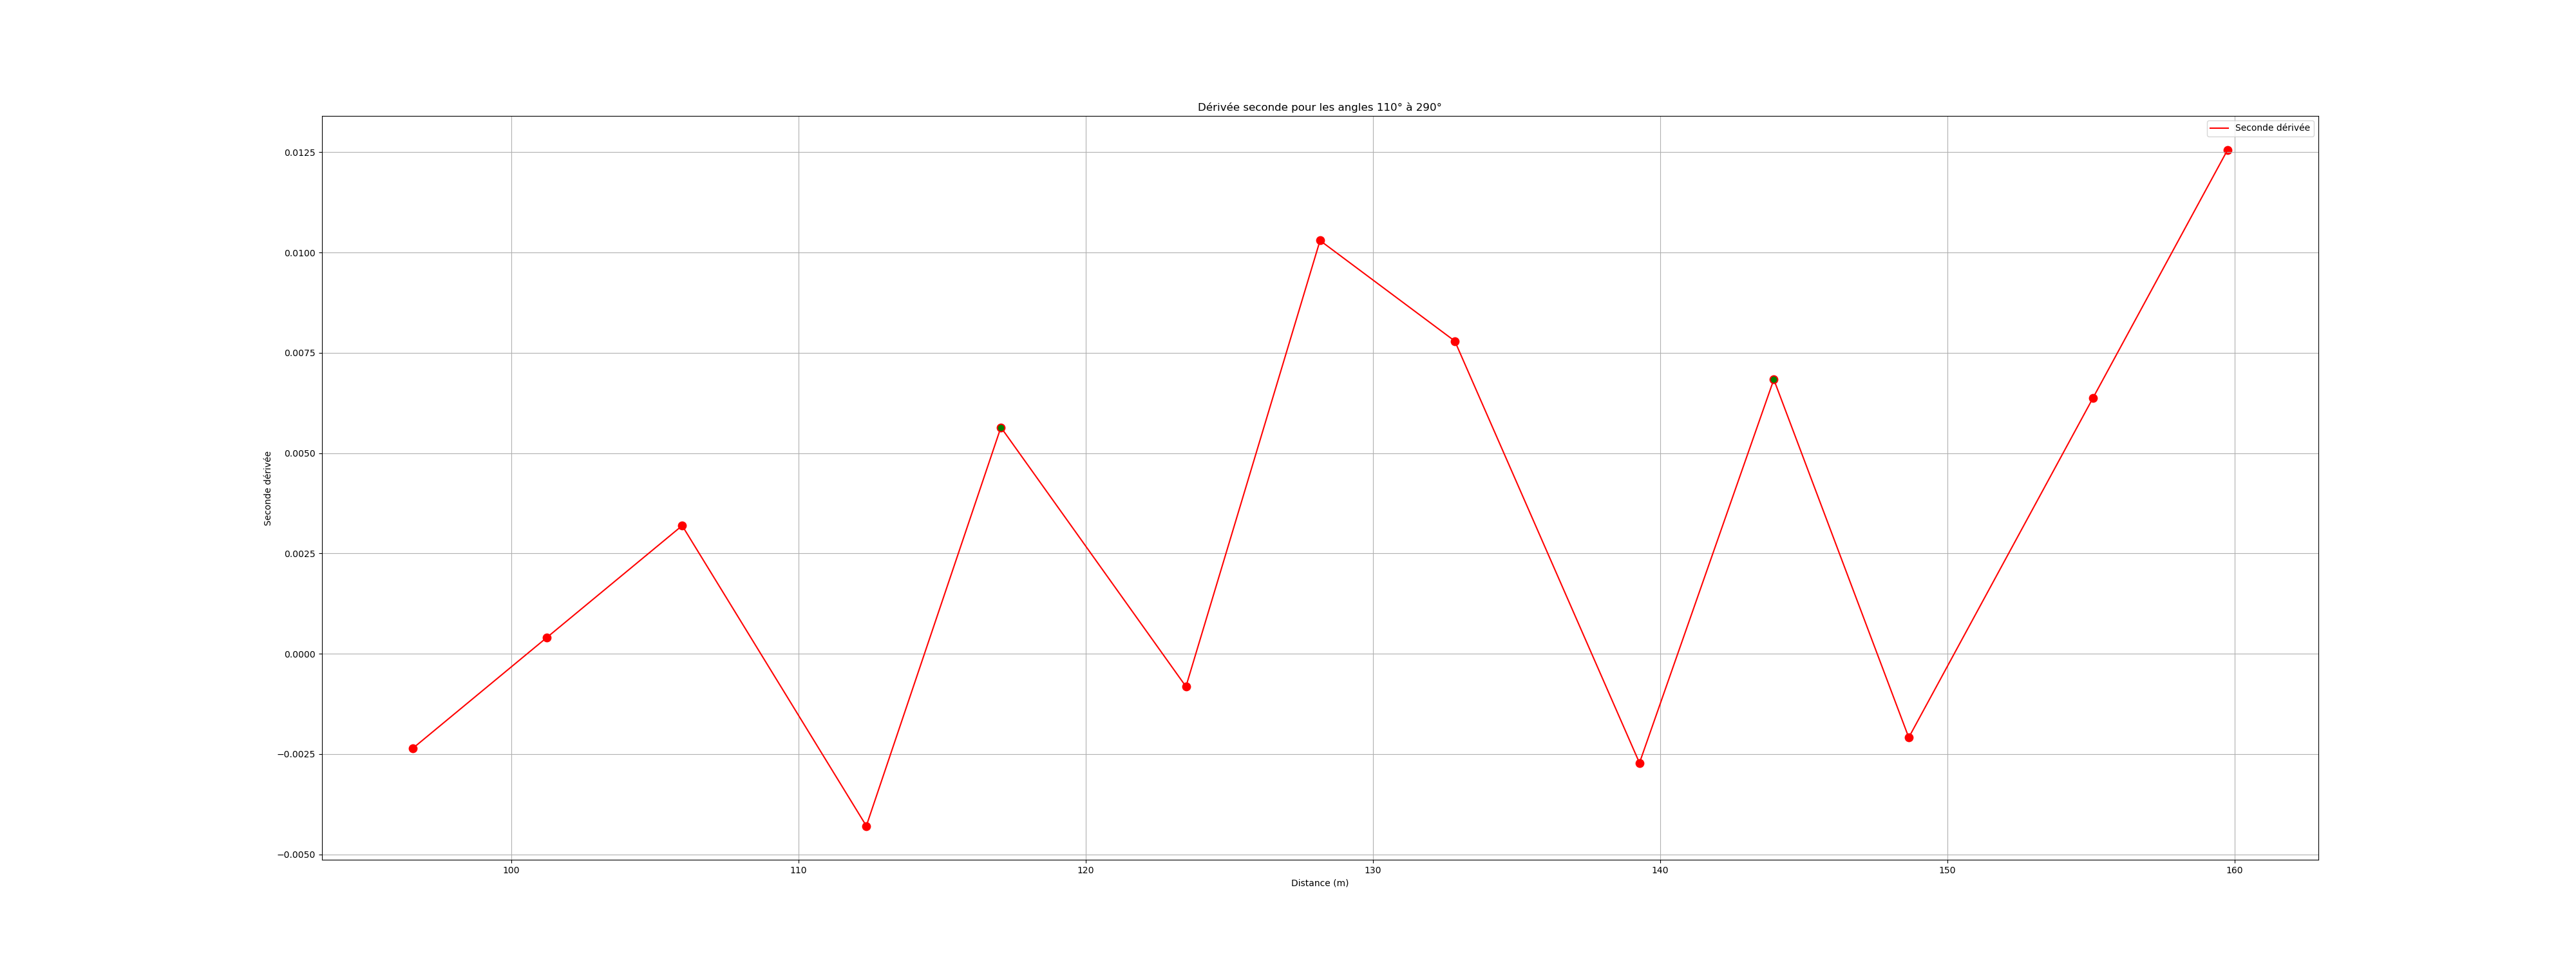 Dérivée seconde pour les angles 110° à 290°
Seconde dérivée
0.0125
0.0100
0.0075
0.0050
0.0025
0.0000
−0.0025
−0.0050
Seconde dérivée
100 110 120 130 140 150 160
Distance (m)